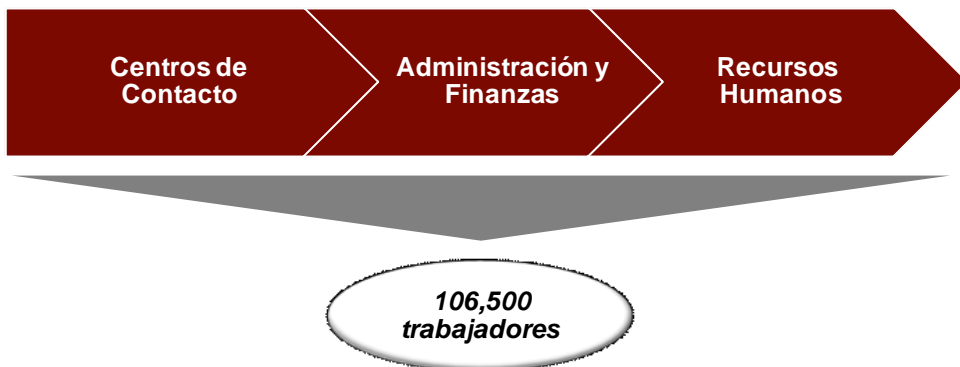 Centros de
Contacto
Administración y
Finanzas
Recursos
Humanos
106,500
trabajadores